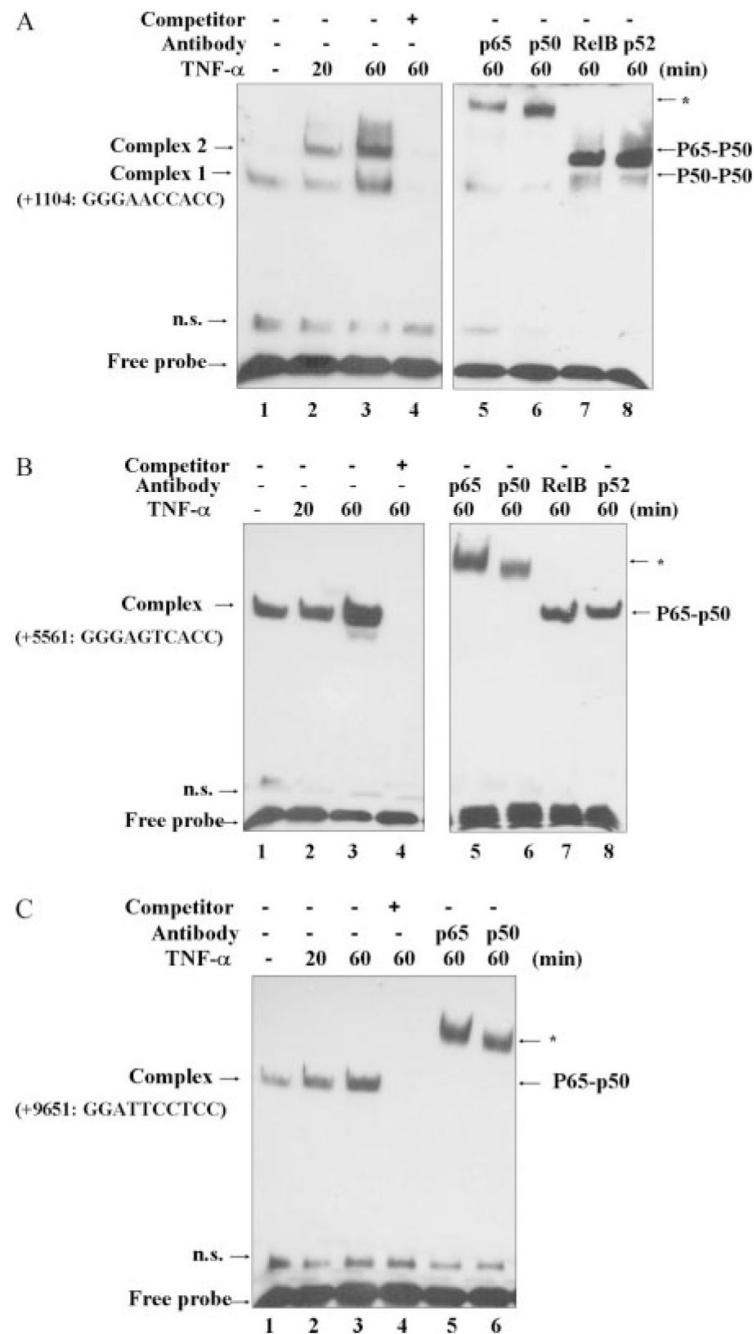 A
Competitor - - - + - - - -
Antibody - - - - p65 p50 RelB p52
TNF-α - 20 60 60 60 60 60 60 (min)
*
Complex 2
P65-P50
Complex 1
P50-P50
(+1104: GGGAACCACC)
n.s.
Free probe
1 2 3 4 5 6 7 8
B
Competitor - - - + - - - -
Antibody - - - - p65 p50 RelB p52
TNF-α - 20 60 60 60 60 60 60 (min)
*
Complex
P65-p50
(+5561: GGGAGTCACC)
n.s.
Free probe
1 2 3 4 5 6 7 8
C
Competitor - - - + - -
Antibody - - - - p65 p50
TNF-α - 20 60 60 60 60 (min)
*
Complex
P65-p50
(+9651: GGATTCCTCC)
n.s.
Free probe
1 2 3 4 5 6